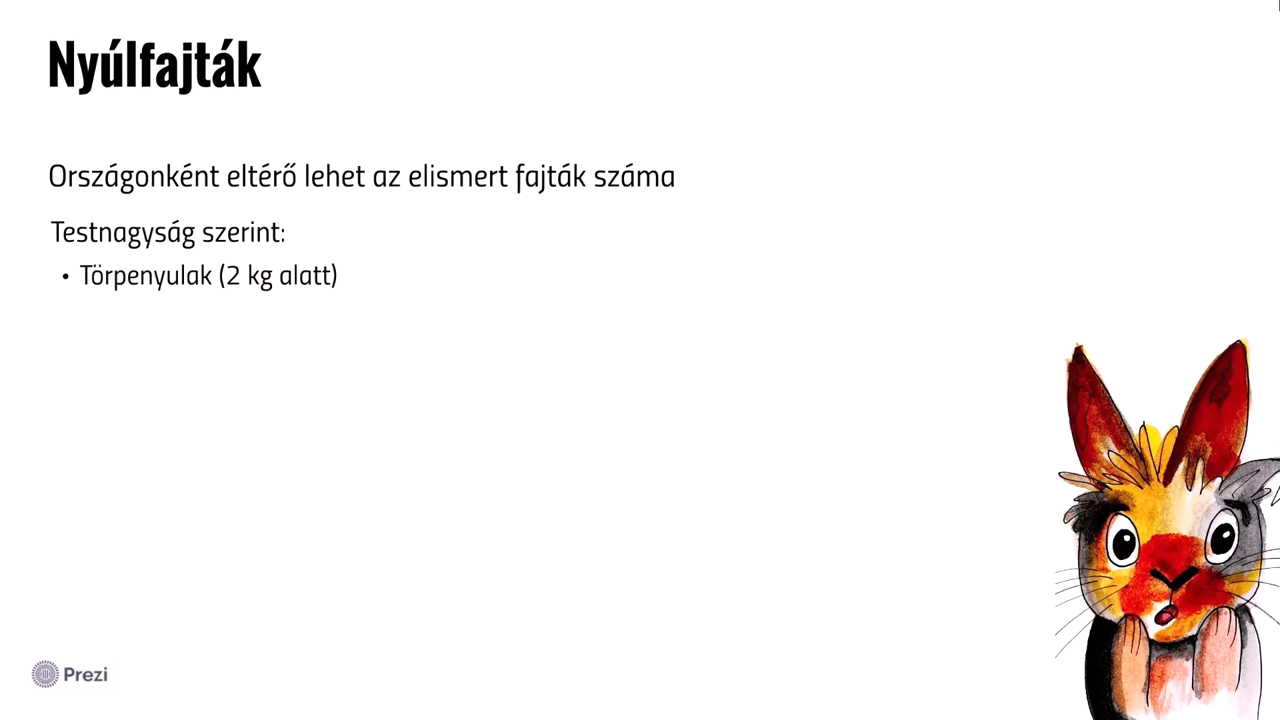 Nyúlfajták
Országonként eltérő lehet az elismert fajták száma
Testnagyság szerint:
• Törpenyulak (2 kg alatt)
Prezi